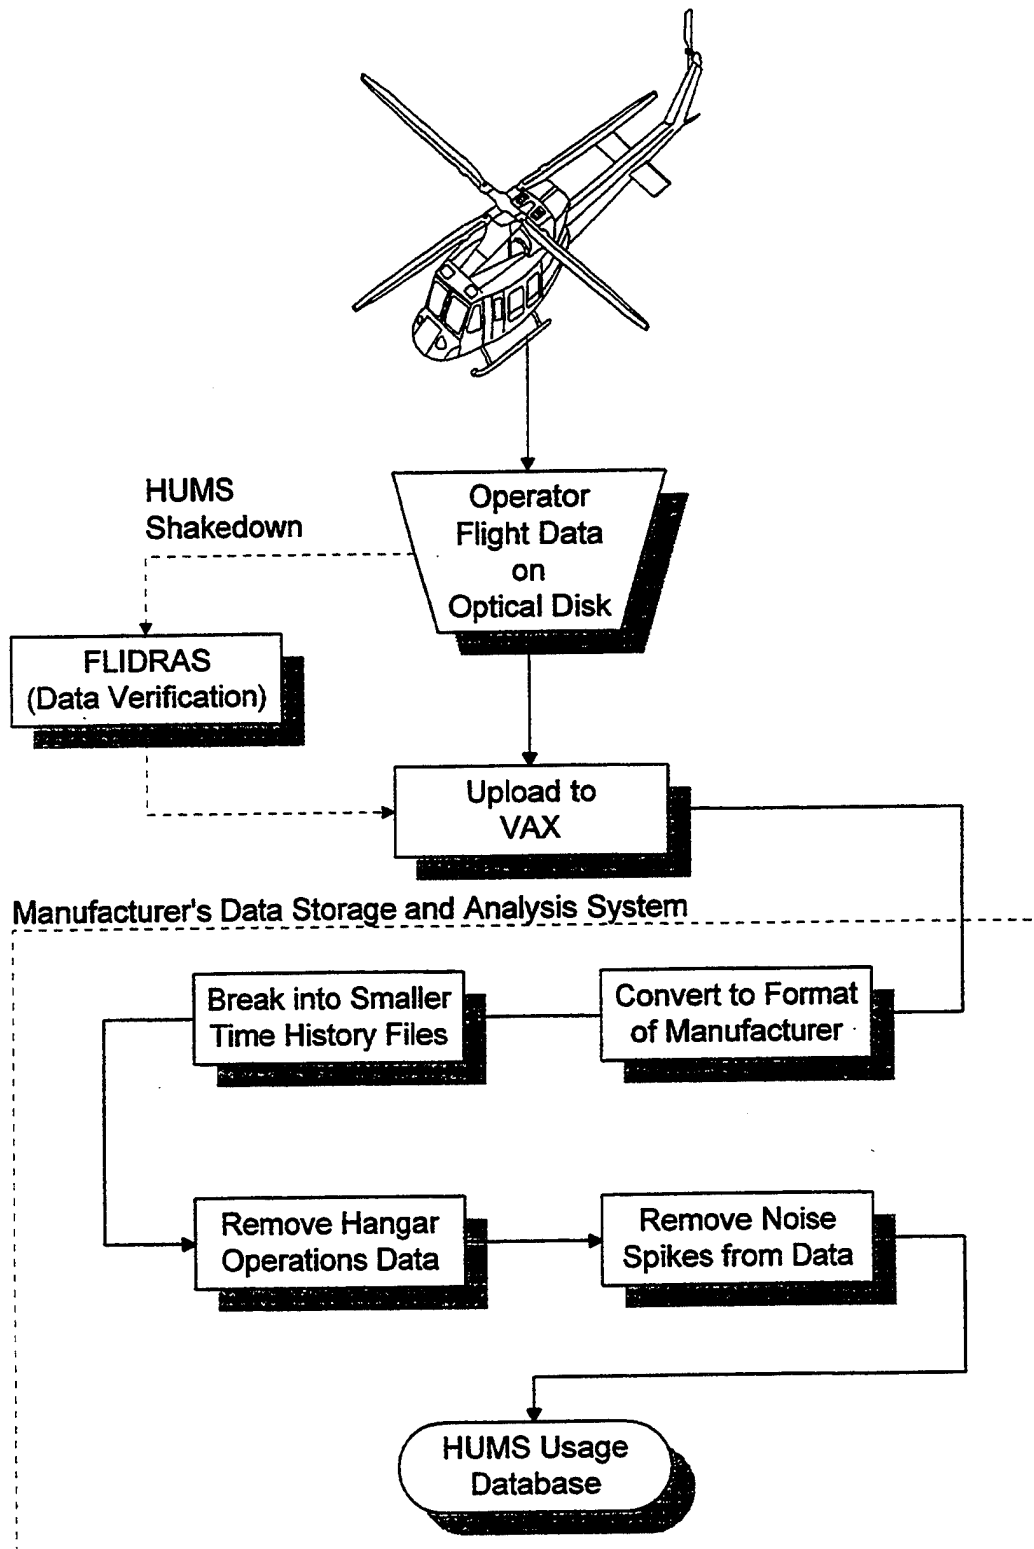 HUMS
Shakedown
Operator
Flight Data
on
Optical Disk
FLIDRAS
(Data Verification)
Upload to
VAX
Manufacturer's Data Storage and Analysis System
Break into Smaller
Time History Files
Convert to Format
of Manufacturer
Remove Hangar
Operations Data
Remove Noise
Spikes from Data
HUMS Usage
Database